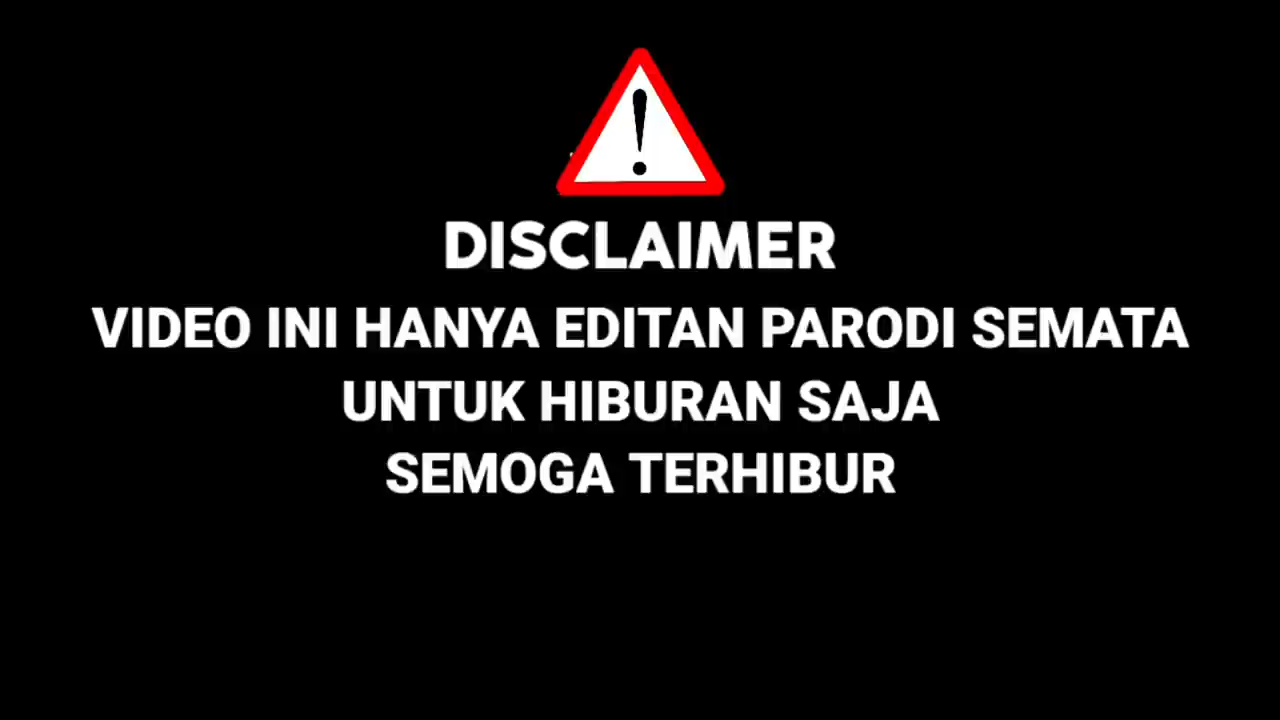 DISCLAIMER
VIDEO INI HANYA EDITAN PARODI SEMATA
UNTUK HIBURAN SAJA
SEMOGA TERHIBUR